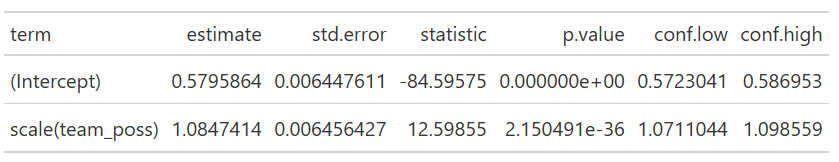 term estimate std.error statistic p.value conf.low conf.high
(Intercept) 0.5795864 0.006447611 -84.59575 0.000000e+00 0.5723041 0.586953
scale(team_poss) 1.0847414 0.006456427 12.59855 2.150491e-36 1.0711044 1.098559